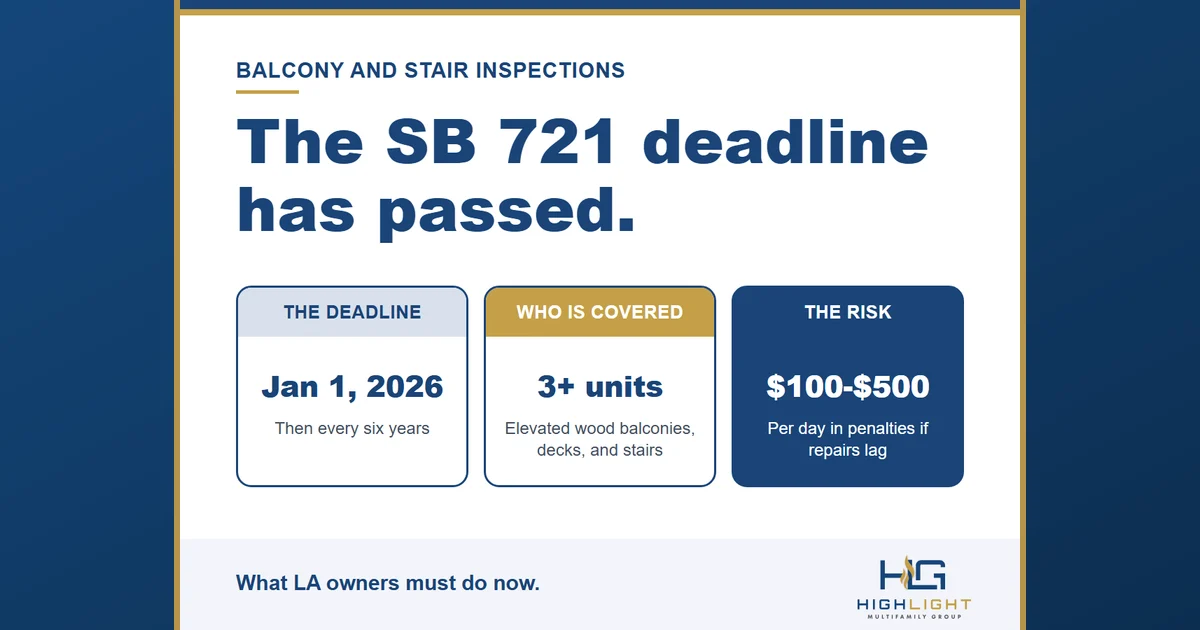 BALCONY AND STAIR INSPECTIONS
The SB 721 deadline
has passed.
THE DEADLINE
Jan 1, 2026
Then every six years
WHO IS COVERED
3+ units
Elevated wood balconies,
decks, and stairs
THE RISK
$100-$500
Per day in penalties if
repairs lag
What LA owners must do now.
HG
HIGHLIGHT
MULTIFAMILY GROUP